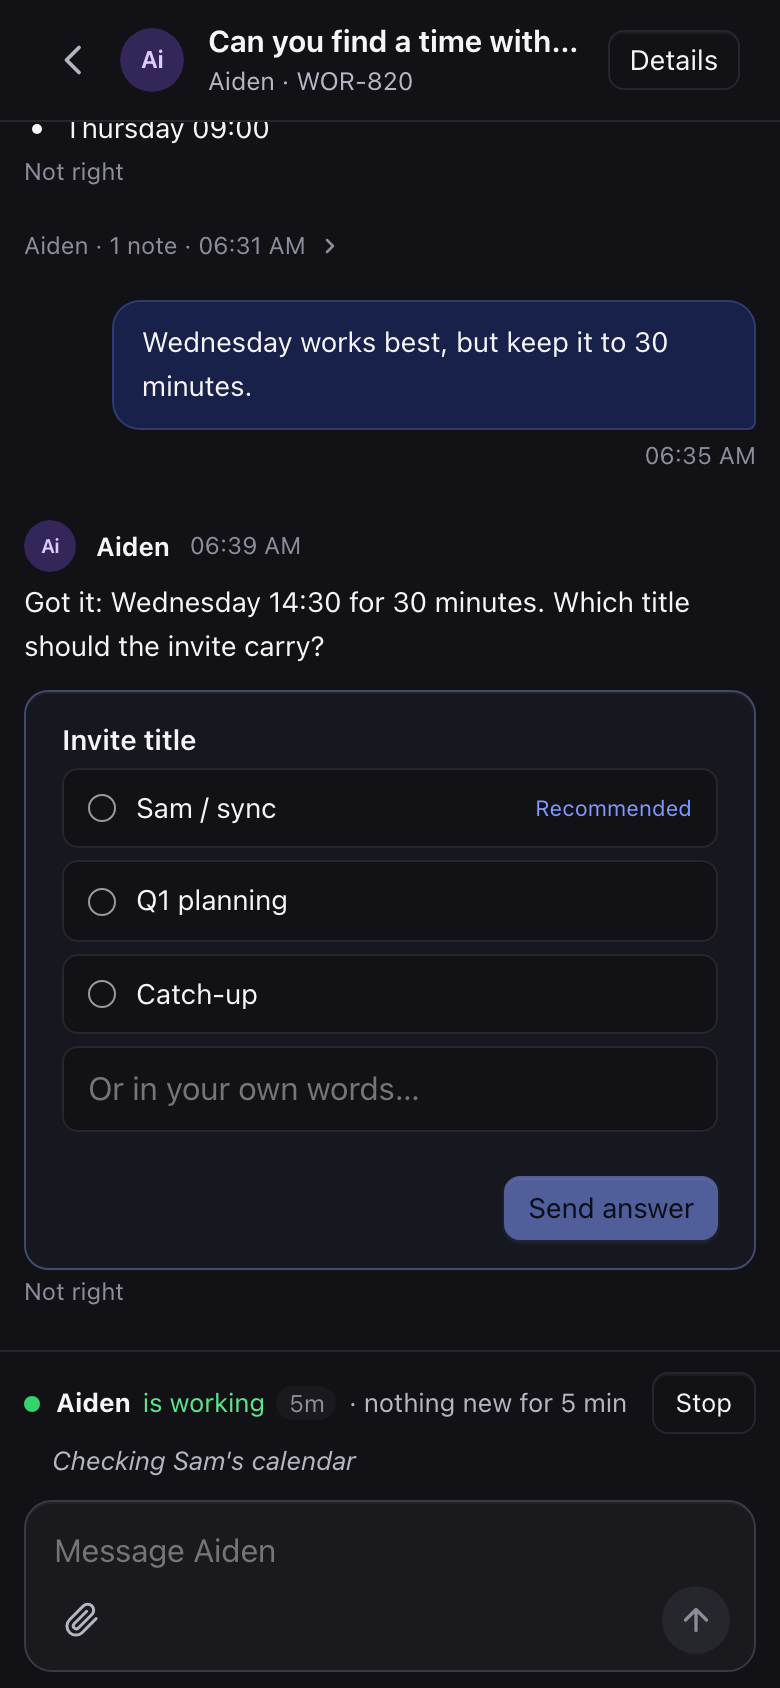 Ai
Can you find a time with...
Aiden · WOR-820
Details
Thursday 09:00
Not right
Aiden · 1 note · 06:31 AM
Wednesday works best, but keep it to 30
minutes.
06:35 AM
Ai
Aiden 06:39 AM
Got it: Wednesday 14:30 for 30 minutes. Which title
should the invite carry?
Invite title
Sam / sync Recommended
Q1 planning
Catch-up
Or in your own words...
Send answer
Not right
Aiden is working 5m · nothing new for 5 min Stop
Checking Sam's calendar
Message Aiden